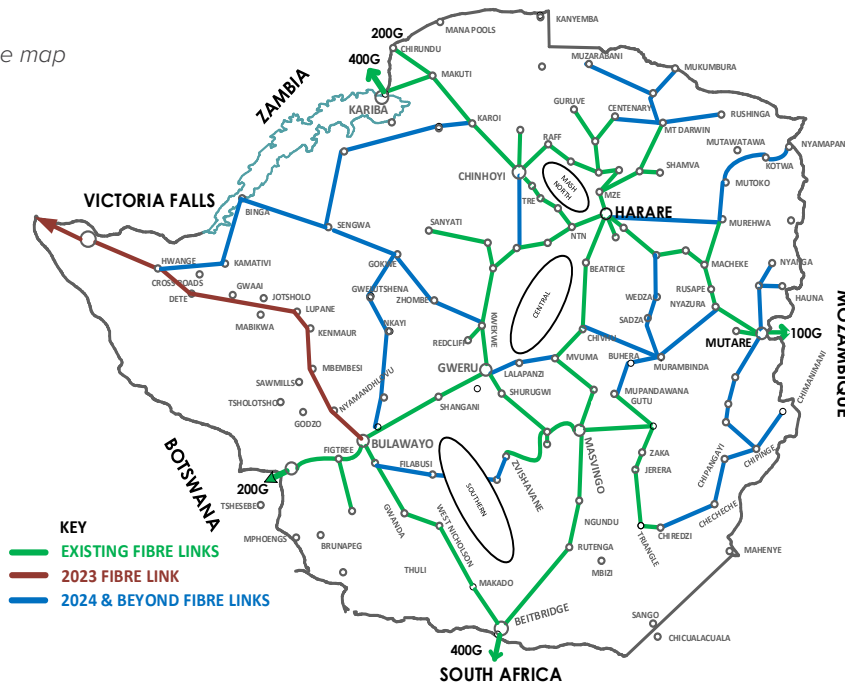 e map
200G
400G
CHIRUNDU
MANA POOLS
KANYEMBA
MAKUTI
KARIBA
ZAMBIA
MUZARABANI
MUKUMBURA
GURUVE
CENTENARY
RUSHINGA
MT DARWIN
KAROI
RAFF
MUTAWATAWA
NYAMAPAN
KOTWA
CHINHOYI
MAGH NORTH
SHAMVA
MUTOKO
TRE
MZE
VICTORIA FALLS
BINGA
HARARE
MUREHWA
SENGWA
SANYATI
NTN
HWANGE
KAMATIVI
CROSS ROADS
DETE
GWAAI
JOTSHOLO
MABIKWA
LUPANE
KENMAUR
GOKWE
GWELUTSHENA
ZHOMBE
NKAYI
BEATRICE
CENTRAL
MACHEKE
NYANGA
RUSAPE
WEDZA
NYAZURA
HAUNA
SADZA
KWEKWE
REDCLIFF
CHIVHU
MUTARE
100G
MOZAMBIQUE
MBEMBESI
GWERU
LALAPANZI
MVUMA
BUHERA
MURAMBINDA
SAWMILLS
TSHOLOTSHO
GODZO
NYAMANDHLOVU
SHANGANI
SHURUGWI
MUPANDAWANA
GUTU
CHIMANIMANI
BULAWAYO
FIGTREE
FILABUSI
SOUTHERN
ZVISHAVANE
MASVINGO
ZAKA
JERERA
CHIPANGAYI
CHIPINGE
BOTSWANA
200G
TSHESEBE
GWANDA
WEST NICHOLSON
NGUNDU
TRIANGLE
CHIREDZI
CHECHECHE
MPHOENGS
BRUNAPEG
THULI
RUTENGA
MBIZI
MAHENYE
MAKADO
BEITBRIDGE
SANGO
CHICUALACUALA
400G
SOUTH AFRICA
KEY
EXISTING FIBRE LINKS
2023 FIBRE LINK
2024 & BEYOND FIBRE LINKS